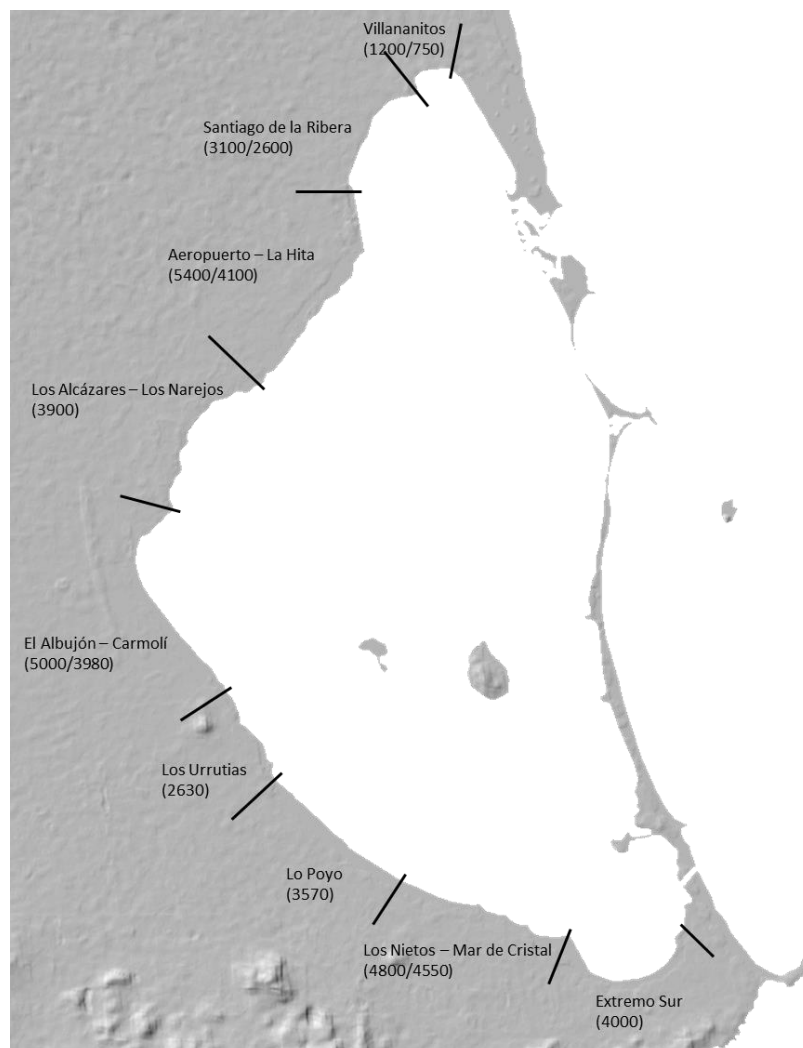 Villananitos
(1200/750)
Santiago de la Ribera
(3100/2600)
Aeropuerto – La Hita
(5400/4100)
Los Alcázares – Los Narejos
(3900)
El Albujón – Carmolí
(5000/3980)
Los Urrutias
(2630)
Lo Poyo
(3570)
Los Nietos – Mar de Cristal
(4800/4550)
Extremo Sur
(4000)